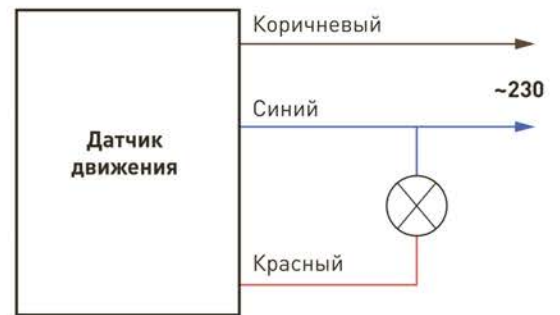 Коричневый
~230
Синий
Датчик
движения
Красный